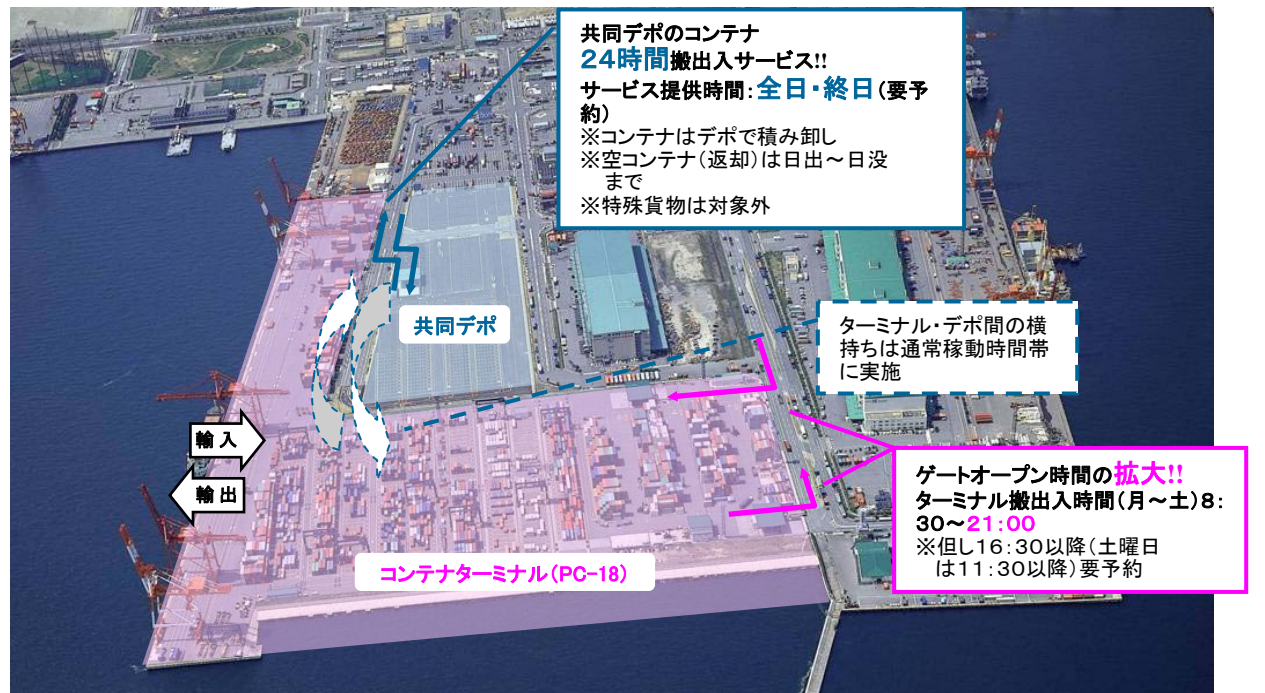 共同デポのコンテナ
24時間搬出入サービス!!
サービス提供時間：全日・終日（要予
約）
※コンテナはデポで積み卸し
※空コンテナ（返却）は日出～日没
まで
※特殊貨物は対象外
共同デポ
ターミナル・デポ間の横
持ちは通常稼動時間帯
に実施
輸入
輸出
ゲートオープン時間の拡大!!
ターミナル搬出入時間（月～土）８：
３０～２１：００
※但し１６：３０以降（土曜日
は１１：３０以降）要予約
コンテナターミナル（PC-18）